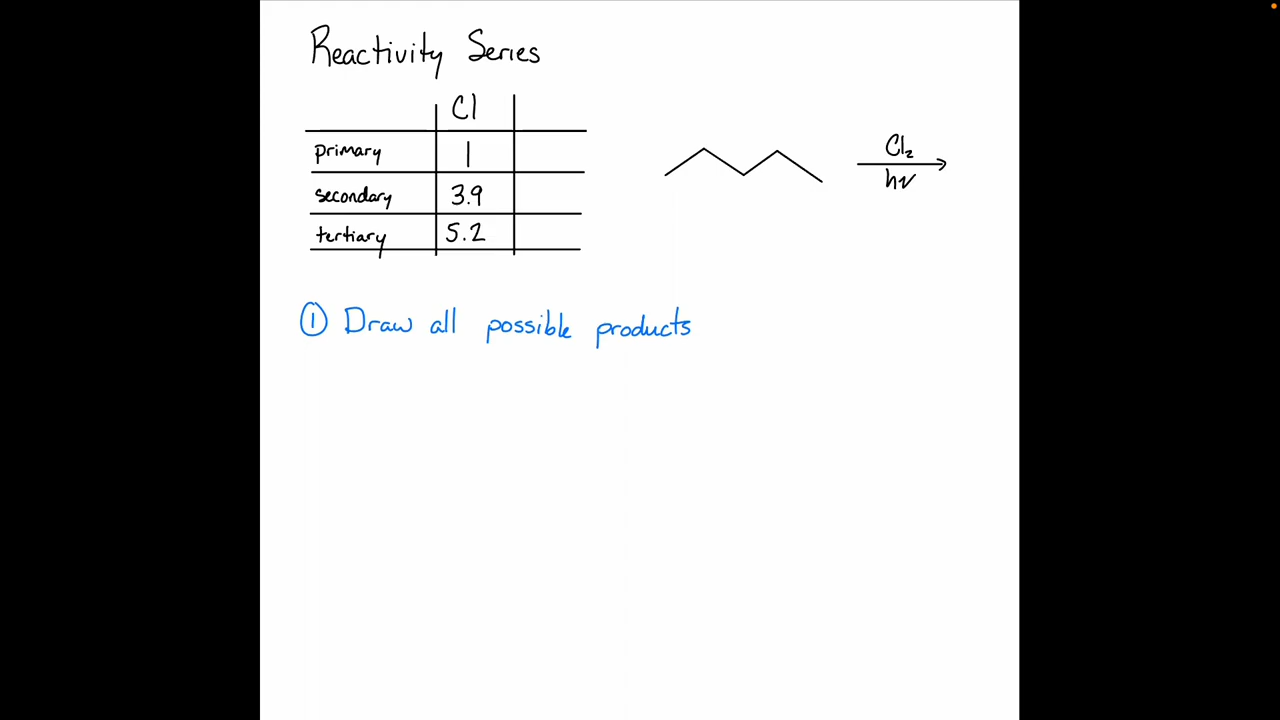 Reactivity Series
Cl
primary 1
secondary 3.9
tertiary 5.2
Cl₂
hν
① Draw all possible products